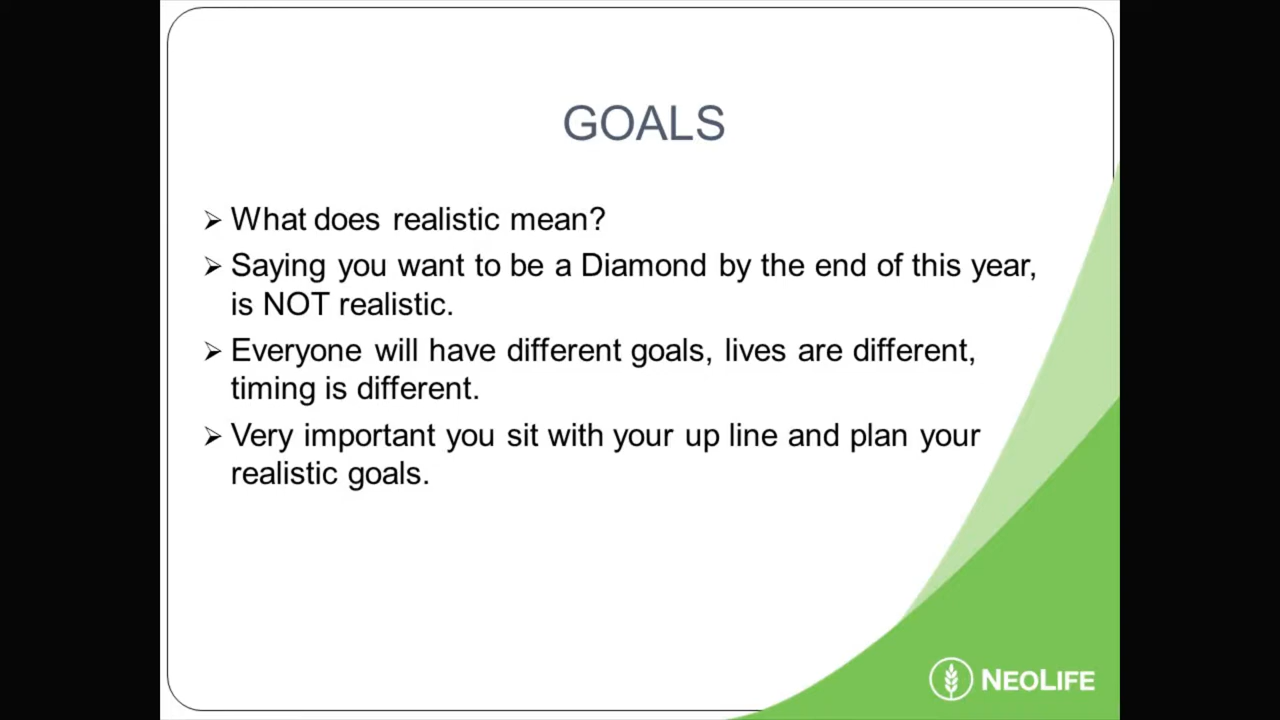 GOALS
➢ What does realistic mean?
➢ Saying you want to be a Diamond by the end of this year,
is NOT realistic.
➢ Everyone will have different goals, lives are different,
timing is different.
➢ Very important you sit with your up line and plan your
realistic goals.
NEOLIFE